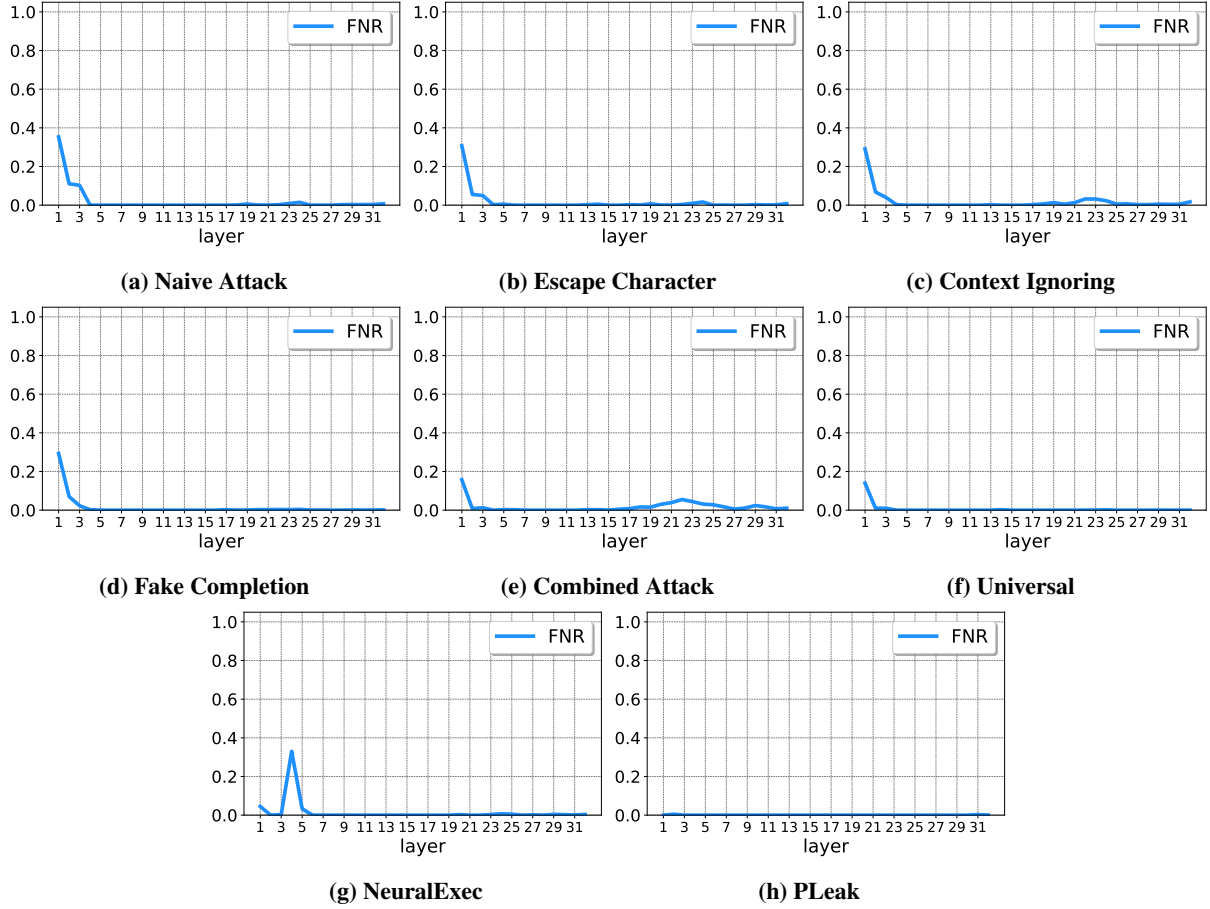 FNR
1.0
0.8
0.6
0.4
0.2
0.0
1 3 5 7 9 11 13 15 17 19 21 23 25 27 29 31
layer
(a) Naive Attack
FNR
1.0
0.8
0.6
0.4
0.2
0.0
1 3 5 7 9 11 13 15 17 19 21 23 25 27 29 31
layer
(b) Escape Character
FNR
1.0
0.8
0.6
0.4
0.2
0.0
1 3 5 7 9 11 13 15 17 19 21 23 25 27 29 31
layer
(c) Context Ignoring
FNR
1.0
0.8
0.6
0.4
0.2
0.0
1 3 5 7 9 11 13 15 17 19 21 23 25 27 29 31
layer
(d) Fake Completion
FNR
1.0
0.8
0.6
0.4
0.2
0.0
1 3 5 7 9 11 13 15 17 19 21 23 25 27 29 31
layer
(e) Combined Attack
FNR
1.0
0.8
0.6
0.4
0.2
0.0
1 3 5 7 9 11 13 15 17 19 21 23 25 27 29 31
layer
(f) Universal
FNR
1.0
0.8
0.6
0.4
0.2
0.0
1 3 5 7 9 11 13 15 17 19 21 23 25 27 29 31
layer
(g) NeuralExec
FNR
1.0
0.8
0.6
0.4
0.2
0.0
1 3 5 7 9 11 13 15 17 19 21 23 25 27 29 31
layer
(h) PLeak